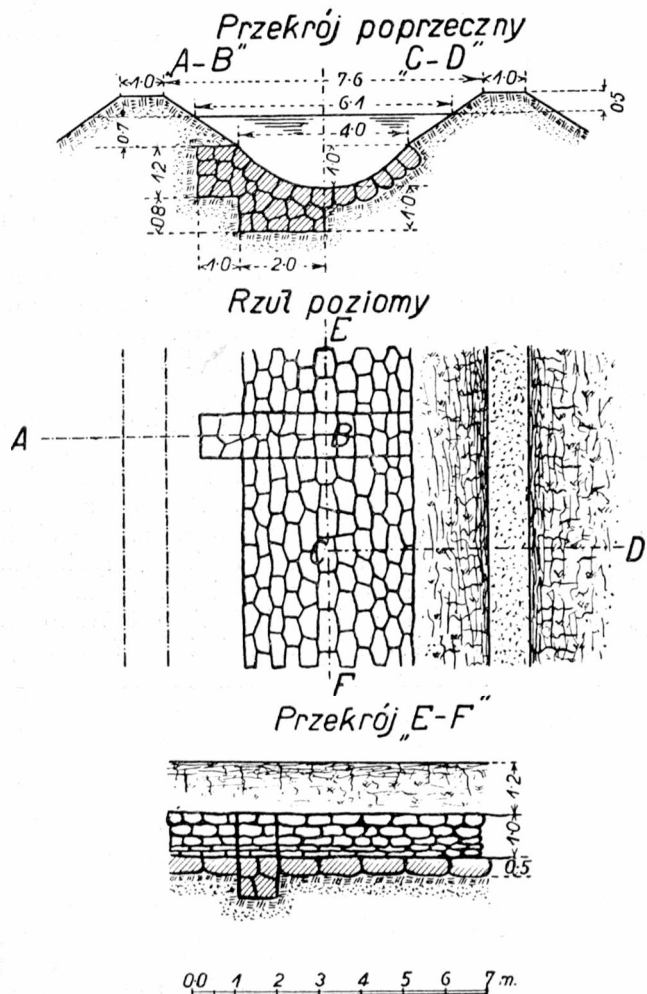 Przekrój poprzeczny
„A-B" „C-D"
1·0 7·6 1·0
6·1 0·5
0·7 4·0
1·2 1·0
0·8 1·0
1·0 2·0
Rzut poziomy
E
A B
C D
F
Przekrój „E-F"
1·2
1·0
0·5
0·0 1 2 3 4 5 6 7 m.